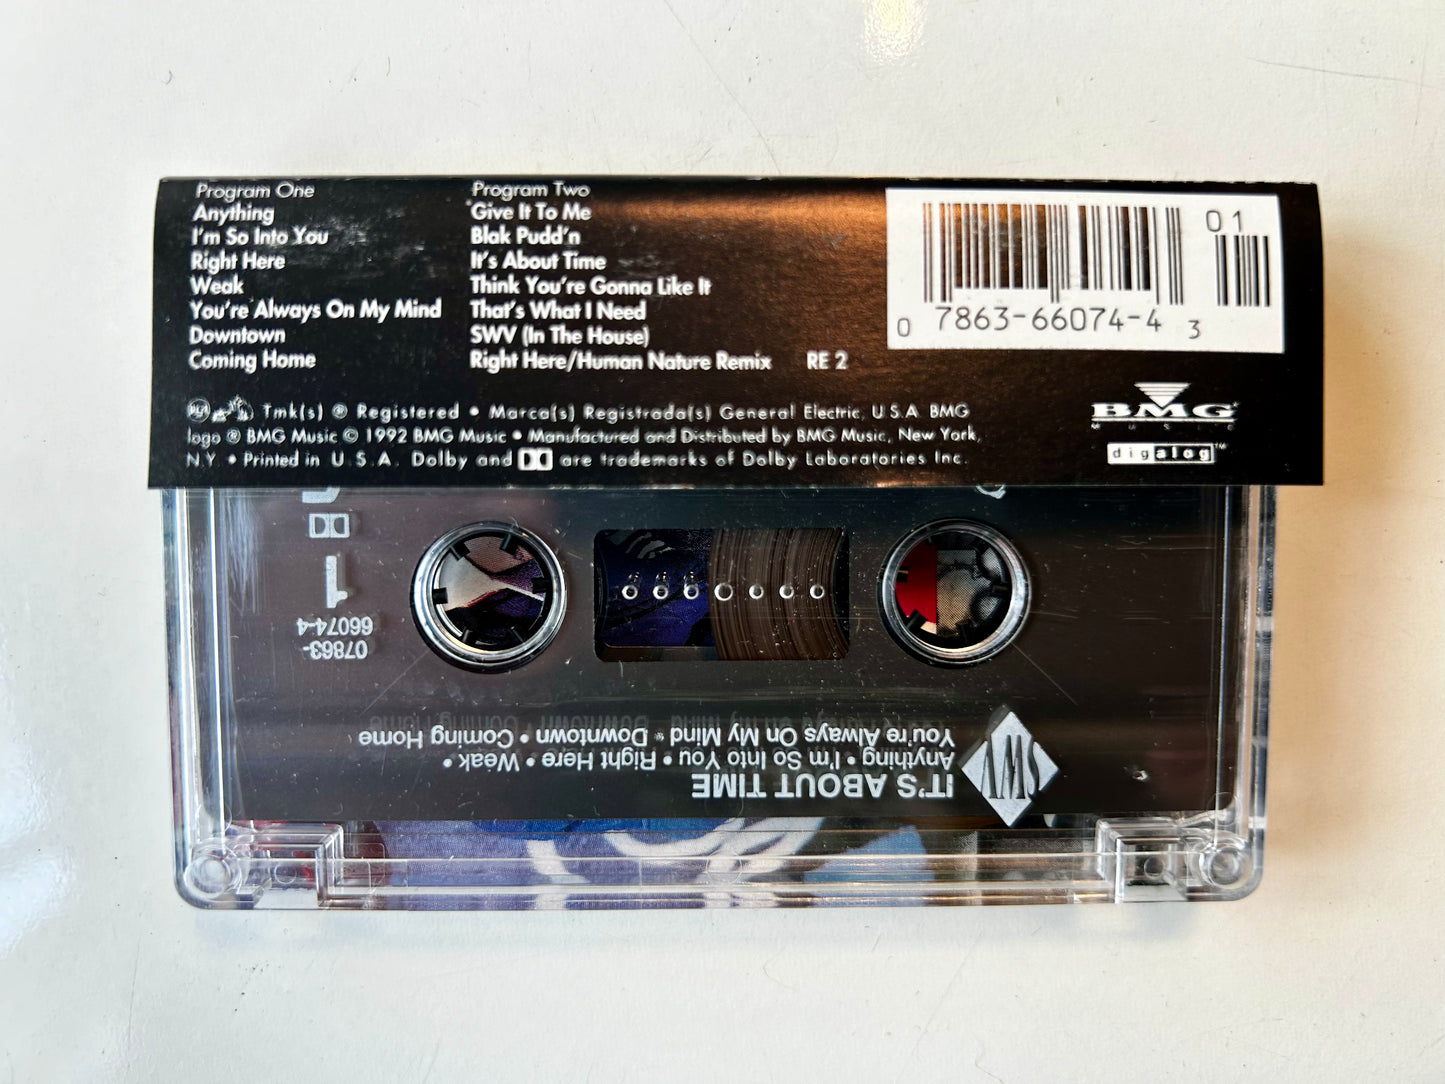 Program One
Anything
I'm So Into You
Right Here
Weak
You're Always On My Mind
Downtown
Coming Home
Program Two
Give It To Me
Blak Pudd'n
It's About Time
Think You're Gonna Like It
That's What I Need
SWV (In The House)
Right Here/Human Nature Remix RE 2
01
0 7863-66074-4 3
Tmk(s) ® Registered • Marca(s) Registrada(s) General Electric, U.S.A. BMG
logo ® BMG Music © 1992 BMG Music • Manufactured and Distributed by BMG Music, New York,
N.Y. • Printed in U.S.A. Dolby and are trademarks of Dolby Laboratories Inc.
BMG
MUSIC
digalog™
1
07863-
66074-4
SWV
IT'S ABOUT TIME
Anything • I'm So Into You • Right Here • Weak •
You're Always On My Mind • Downtown • Coming Home